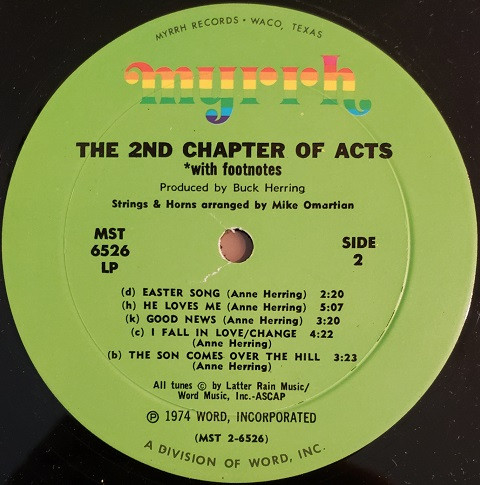 MYRRH RECORDS • WACO, TEXAS
myrrh
THE 2ND CHAPTER OF ACTS
*with footnotes
Produced by Buck Herring
Strings & Horns arranged by Mike Omartian
MST
6526
LP
SIDE
2
(d) EASTER SONG (Anne Herring) 2:20
(h) HE LOVES ME (Anne Herring) 5:07
(k) GOOD NEWS (Anne Herring) 3:20
(c) I FALL IN LOVE/CHANGE 4:22
(Anne Herring)
(b) THE SON COMES OVER THE HILL 3:23
(Anne Herring)
All tunes © by Latter Rain Music/
Word Music, Inc.-ASCAP
℗ 1974 WORD, INCORPORATED
(MST 2-6526)
A DIVISION OF WORD, INC.